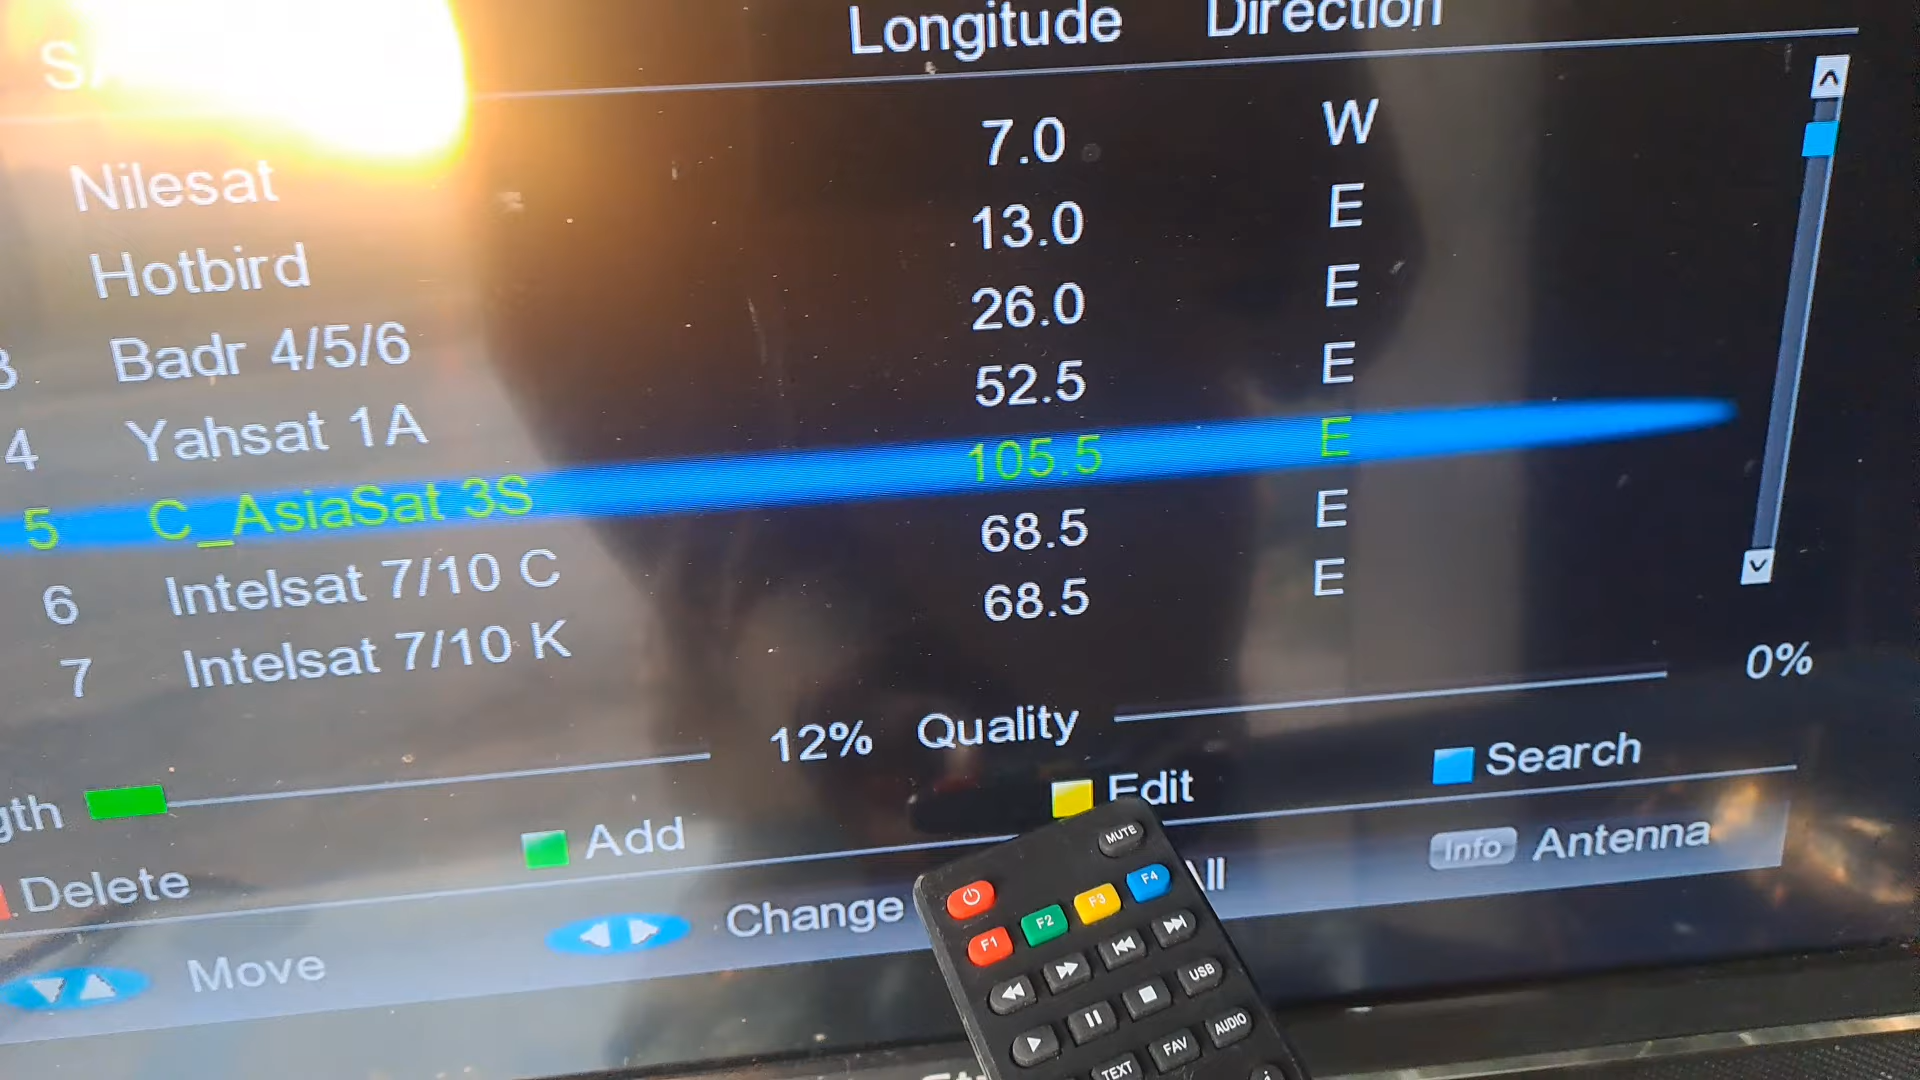 Longitude Direction
Nilesat 7.0 W
Hotbird 13.0 E
3 Badr 4/5/6 26.0 E
4 Yahsat 1A 52.5 E
5 C_AsiaSat 3S 105.5 E
6 Intelsat 7/10 C 68.5 E
7 Intelsat 7/10 K 68.5 E
gth 12% Quality 0%
Delete Add Edit Search
Move Change All Info Antenna
MUTE
F1 F2 F3 F4
USB
TEXT FAV AUDIO